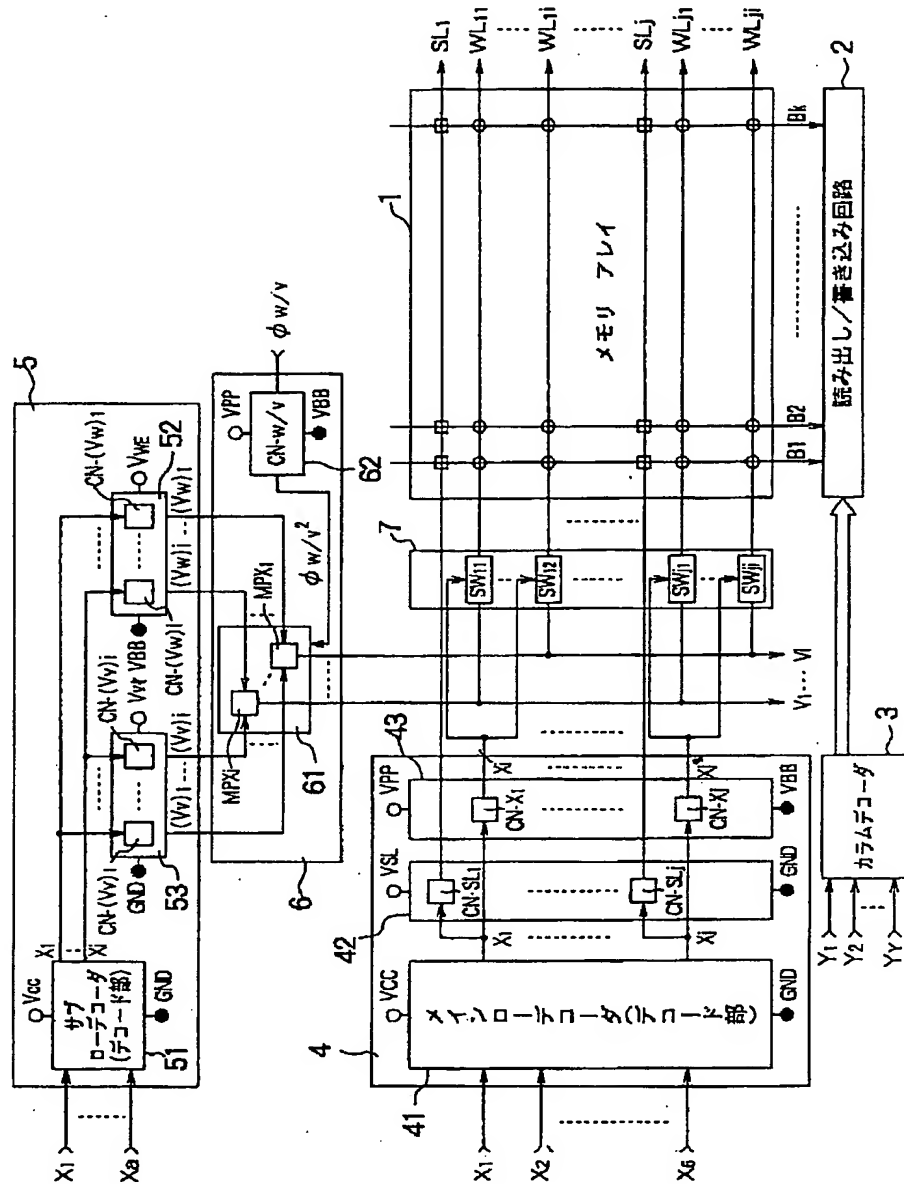 5
Vcc
サブ
ローデコーダ
(デコード部)
51
GND
X1
Xa
X1
Xi
CN-(Vv)1
GND
53
CN-(Vv)i
(Vv)1
(Vv)i
VBB
CN-(Vw)i
(Vw)i
CN-(Vw)1
VWE
52
(Vw)1
6
MPXi
MPX1
61
φw/v²
VPP
CN-w/v
VBB
62
φw/v
4
41
VCC
メインローデコーダ(デコード部)
GND
X1
X2
X1
Xj
42
VSL
CN-SL1
CN-SLj
GND
43
VPP
CN-X1
CN-Xj
VBB
Xj
V1
7
SW11
SW12
SWj1
SWji
1
メモリ アレイ
B1
B2
Bk
SL1
WL11
WL1i
SLj
WLj1
WLji
2
読み出し/書き込み回路
3
カラムデコーダ
Y1
Y2